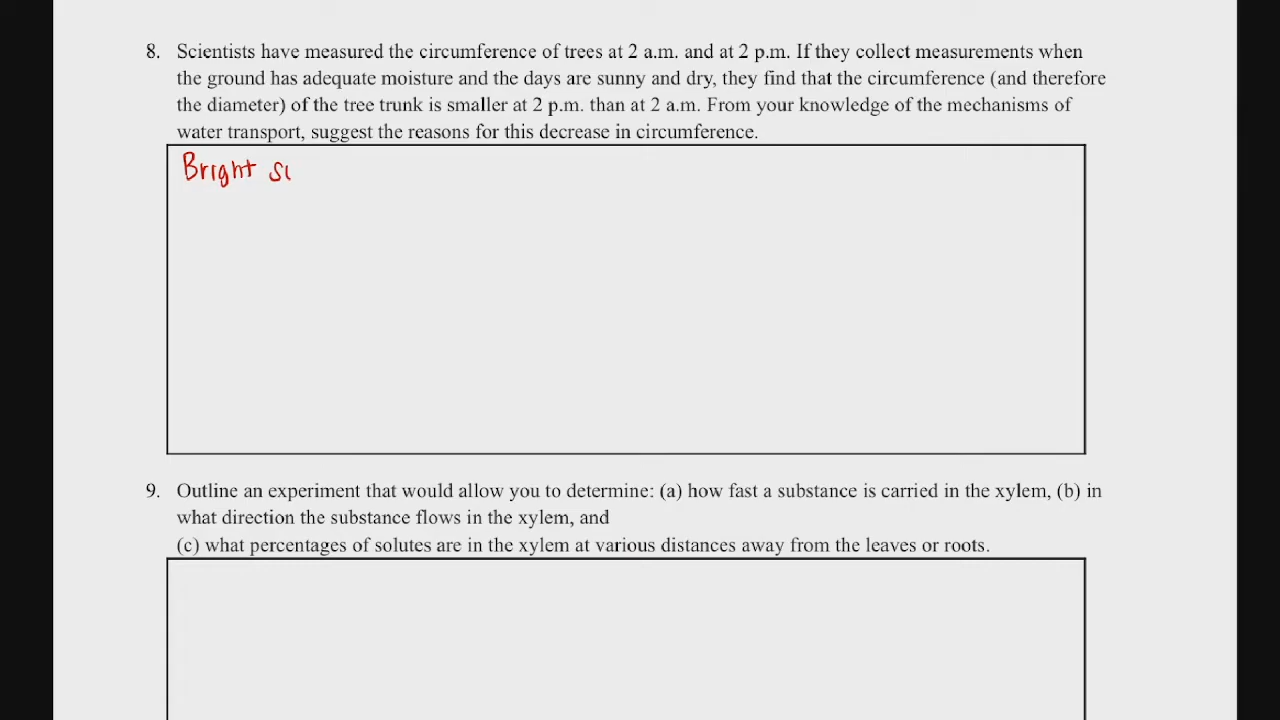 8. Scientists have measured the circumference of trees at 2 a.m. and at 2 p.m. If they collect measurements when
the ground has adequate moisture and the days are sunny and dry, they find that the circumference (and therefore
the diameter) of the tree trunk is smaller at 2 p.m. than at 2 a.m. From your knowledge of the mechanisms of
water transport, suggest the reasons for this decrease in circumference.
Bright
9. Outline an experiment that would allow you to determine: (a) how fast a substance is carried in the xylem, (b) in
what direction the substance flows in the xylem, and
(c) what percentages of solutes are in the xylem at various distances away from the leaves or roots.